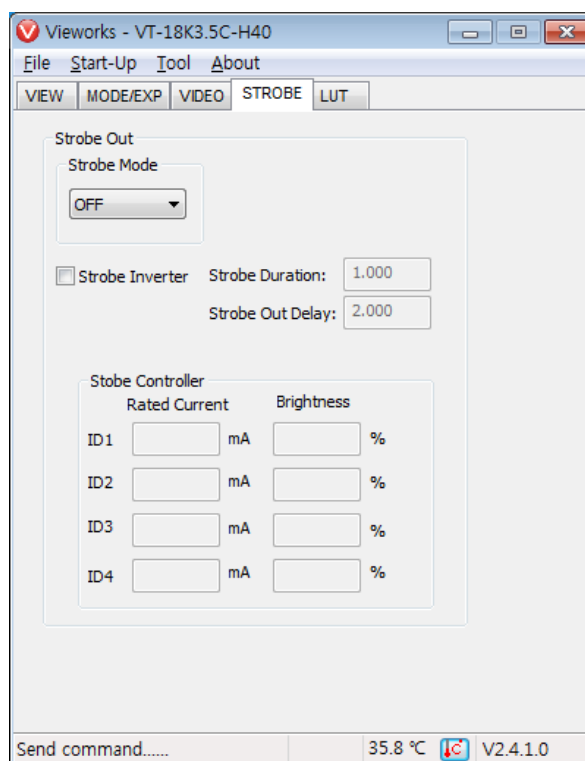 Vieworks - VT-18K3.5C-H40
File Start-Up Tool About
VIEW MODE/EXP VIDEO STROBE LUT
Strobe Out
Strobe Mode
OFF
Strobe Inverter Strobe Duration: 1.000
Strobe Out Delay: 2.000
Stobe Controller
Rated Current Brightness
ID1 mA %
ID2 mA %
ID3 mA %
ID4 mA %
Send command...... 35.8 ℃ C V2.4.1.0